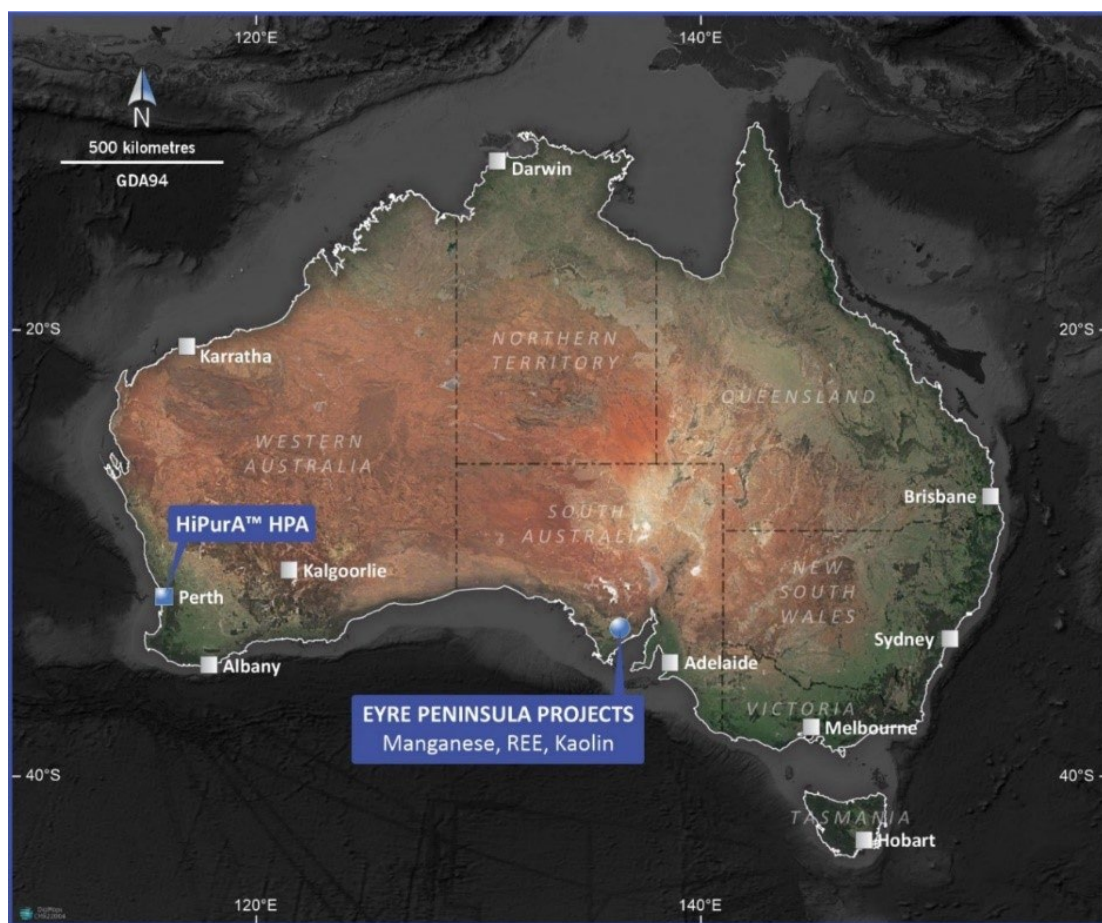 120°E
140°E
N
500 kilometres
GDA94
Darwin
20°S
20°S
Karratha
NORTHERN
TERRITORY
QUEENSLAND
WESTERN
AUSTRALIA
Brisbane
HiPurA™ HPA
SOUTH
AUSTRALI
Kalgoorlie
NEW
SOUTH
WALES
Perth
Sydney
Albany
Adelaide
EYRE PENINSULA PROJECTS
Manganese, REE, Kaolin
VICTORIA
Melbourne
40°S
40°S
TASMANIA
Hobart
120°E
140°E